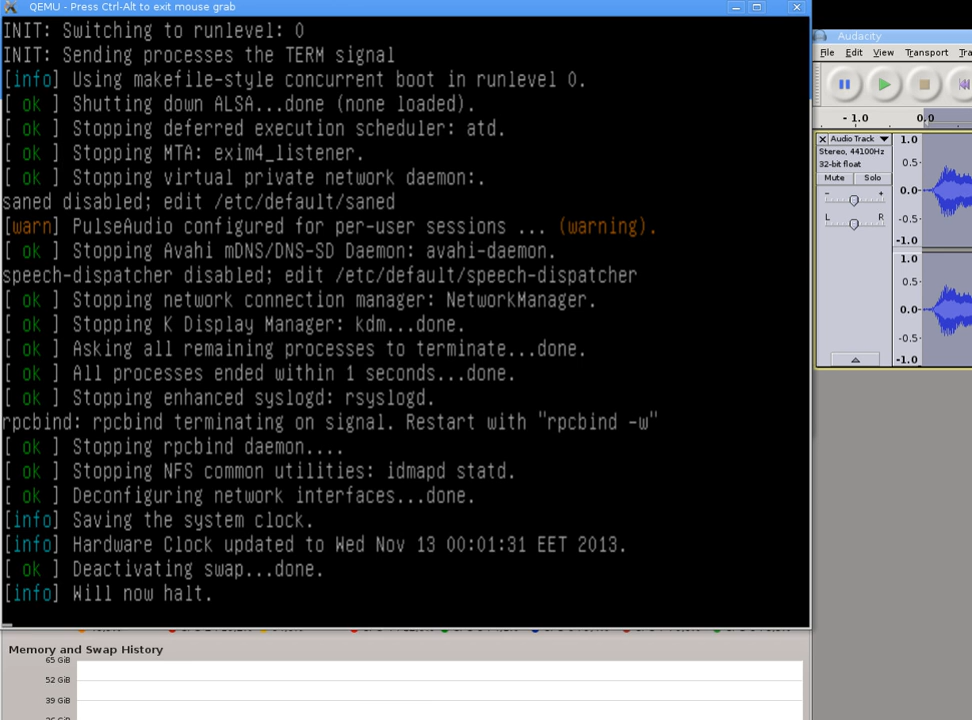 QEMU - Press Ctrl-Alt to exit mouse grab
INIT: Switching to runlevel: 0
INIT: Sending processes the TERM signal
[info] Using makefile-style concurrent boot in runlevel 0.
[ ok ] Shutting down ALSA...done (none loaded).
[ ok ] Stopping deferred execution scheduler: atd.
[ ok ] Stopping MTA: exim4_listener.
[ ok ] Stopping virtual private network daemon:.
saned disabled; edit /etc/default/saned
[warn] PulseAudio configured for per-user sessions ... (warning).
[ ok ] Stopping Avahi mDNS/DNS-SD Daemon: avahi-daemon.
speech-dispatcher disabled; edit /etc/default/speech-dispatcher
[ ok ] Stopping network connection manager: NetworkManager.
[ ok ] Stopping K Display Manager: kdm...done.
[ ok ] Asking all remaining processes to terminate...done.
[ ok ] All processes ended within 1 seconds...done.
[ ok ] Stopping enhanced syslogd: rsyslogd.
rpcbind: rpcbind terminating on signal. Restart with "rpcbind -w"
[ ok ] Stopping rpcbind daemon....
[ ok ] Stopping NFS common utilities: idmapd statd.
[ ok ] Deconfiguring network interfaces...done.
[info] Saving the system clock.
[info] Hardware Clock updated to Wed Nov 13 00:01:31 EET 2013.
[ ok ] Deactivating swap...done.
[info] Will now halt.
Memory and Swap History
65 GiB
52 GiB
39 GiB
Audacity
File Edit View Transport
- 1.0 0.0
Audio Track
Stereo, 44100Hz
32-bit float
Mute Solo
- +
L R
1.0
0.5
0.0
-0.5
-1.0
1.0
0.5
0.0
-0.5
-1.0